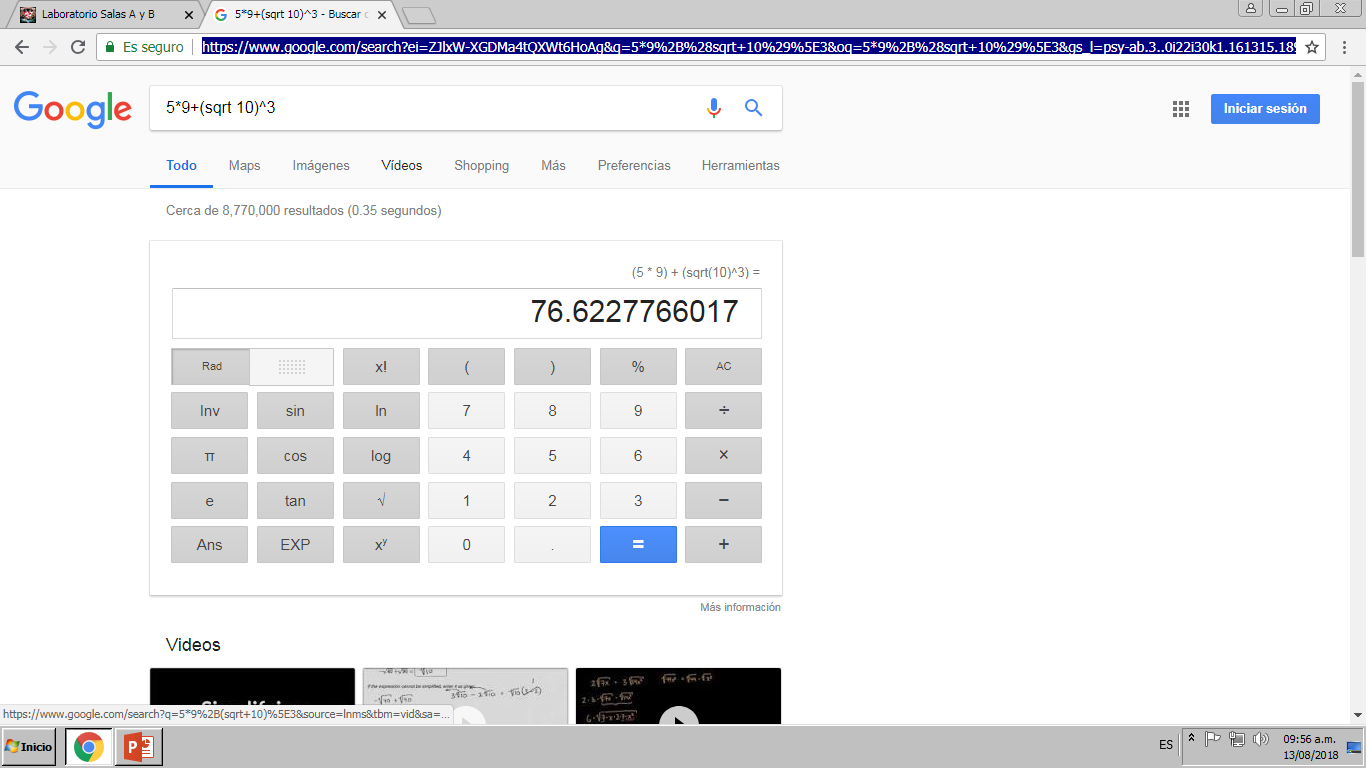 Laboratorio Salas A y B
5*9+(sqrt 10)^3 - Buscar c
Es seguro
https://www.google.com/search?ei=ZJlxW-XGDMa4tQXWt6HoAg&q=5*9%2B%28sqrt+10%29%5E3&oq=5*9%2B%28sqrt+10%29%5E3&gs_l=psy-ab.3..0i22i30k1.161315.189
Google
5*9+(sqrt 10)^3
Iniciar sesión
Todo Maps Imágenes Vídeos Shopping Más Preferencias Herramientas
Cerca de 8,770,000 resultados (0.35 segundos)
(5 * 9) + (sqrt(10)^3) =
76.6227766017
Rad x! ( ) % AC
Inv sin ln 7 8 9 ÷
π cos log 4 5 6 ×
e tan √ 1 2 3 −
Ans EXP xʸ 0 . = +
Más información
Videos
https://www.google.com/search?q=5*9%2B(sqrt+10)%5E3&source=lnms&tbm=vid&sa=...
Inicio
ES
09:56 a.m.
13/08/2018